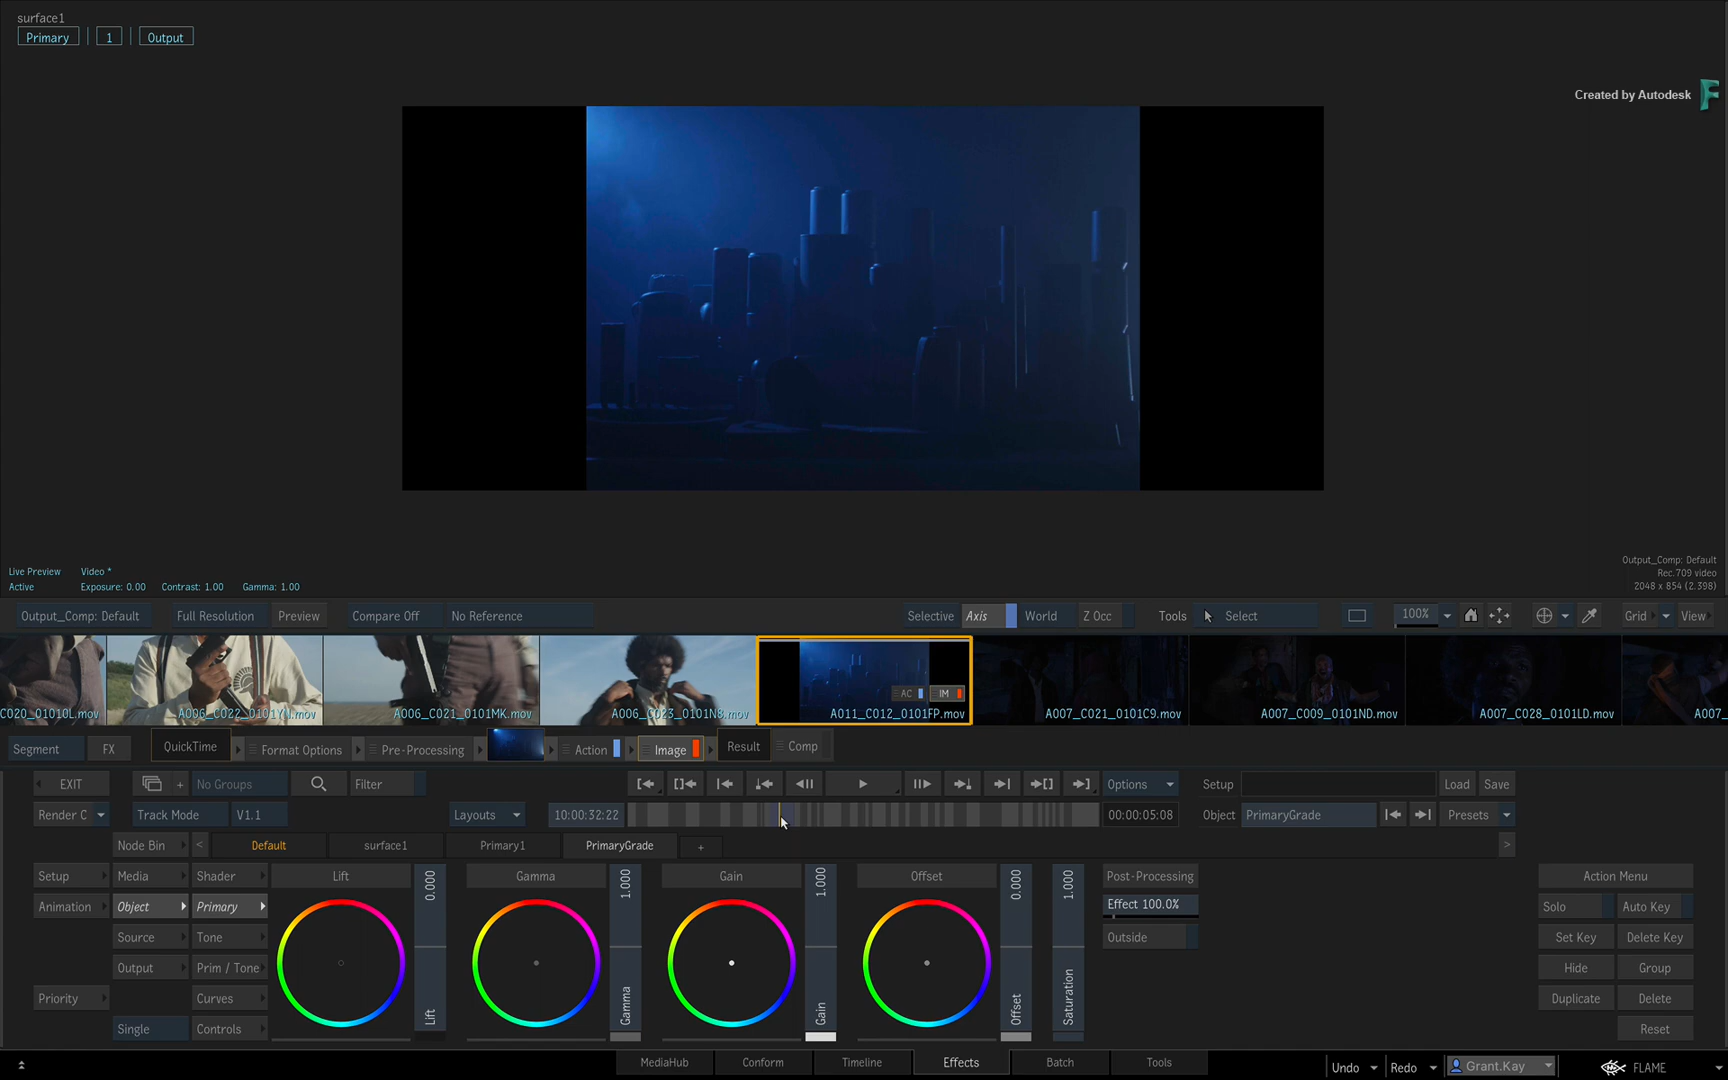 surface1
Primary 1 Output
Created by Autodesk
Live Preview Video *
Active Exposure: 0.00 Contrast: 1.00 Gamma: 1.00
Output_Comp: Default
Rec.709 video
2048 x 854 (2.398)
Output_Comp: Default Full Resolution Preview Compare Off No Reference Selective Axis World Z Occ Tools Select 100% Grid View
AC IM
C020_01010L.mov A006_C022_0101YN.mov A006_C021_0101MK.mov A006_C023_0101N8.mov A011_C012_0101FP.mov A007_C021_0101C9.mov A007_C009_0101ND.mov A007_C028_0101LD.mov A007_
Segment FX QuickTime Format Options Pre-Processing Action Image Result Comp
EXIT + No Groups Filter Options Setup Load Save
Render C Track Mode V1.1 Layouts 10:00:32:22 00:00:05:08 Object PrimaryGrade Presets
Node Bin < Default surface1 Primary1 PrimaryGrade + >
Setup Media Shader Lift 0.000 Gamma 1.000 Gain 1.000 Offset 0.000 1.000 Post-Processing Action Menu
Animation Object Primary Effect 100.0% Solo Auto Key
Source Tone Outside Set Key Delete Key
Output Prim / Tone Hide Group
Priority Curves Lift Gamma Gain Offset Saturation Duplicate Delete
Single Controls Reset
MediaHub Conform Timeline Effects Batch Tools Undo Redo Grant.Kay FLAME